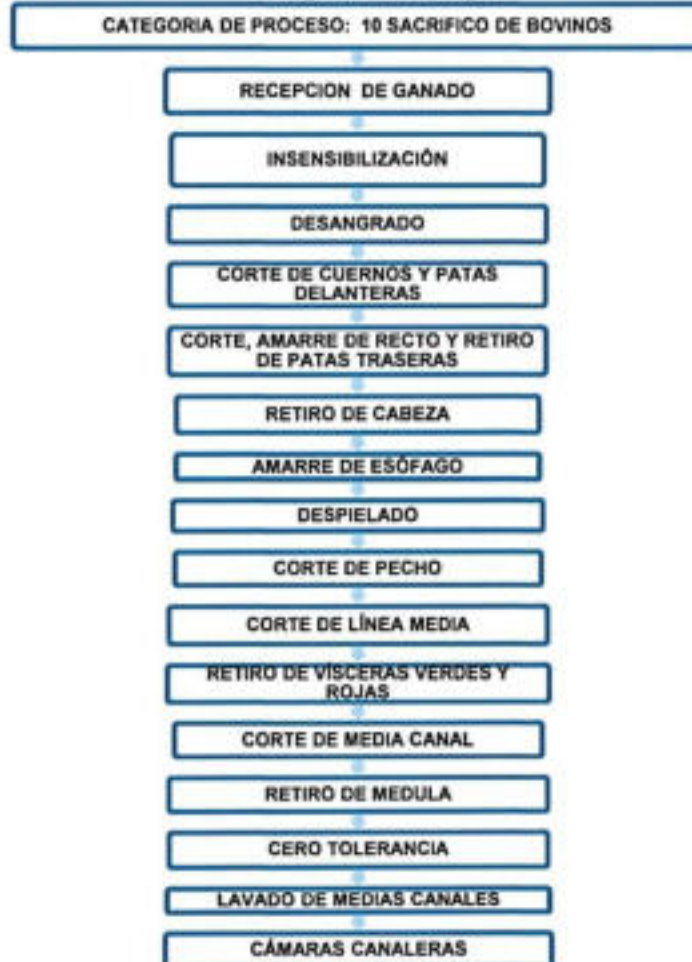 CATEGORIA DE PROCESO: 10 SACRIFICO DE BOVINOS
RECEPCION DE GANADO
INSENSIBILIZACIÓN
DESANGRADO
CORTE DE CUERNOS Y PATAS
DELANTERAS
CORTE, AMARRE DE RECTO Y RETIRO
DE PATAS TRASERAS
RETIRO DE CABEZA
AMARRE DE ESÓFAGO
DESPIELADO
CORTE DE PECHO
CORTE DE LÍNEA MEDIA
RETIRO DE VÍSCERAS VERDES Y
ROJAS
CORTE DE MEDIA CANAL
RETIRO DE MEDULA
CERO TOLERANCIA
LAVADO DE MEDIAS CANALES
CÁMARAS CANALERAS